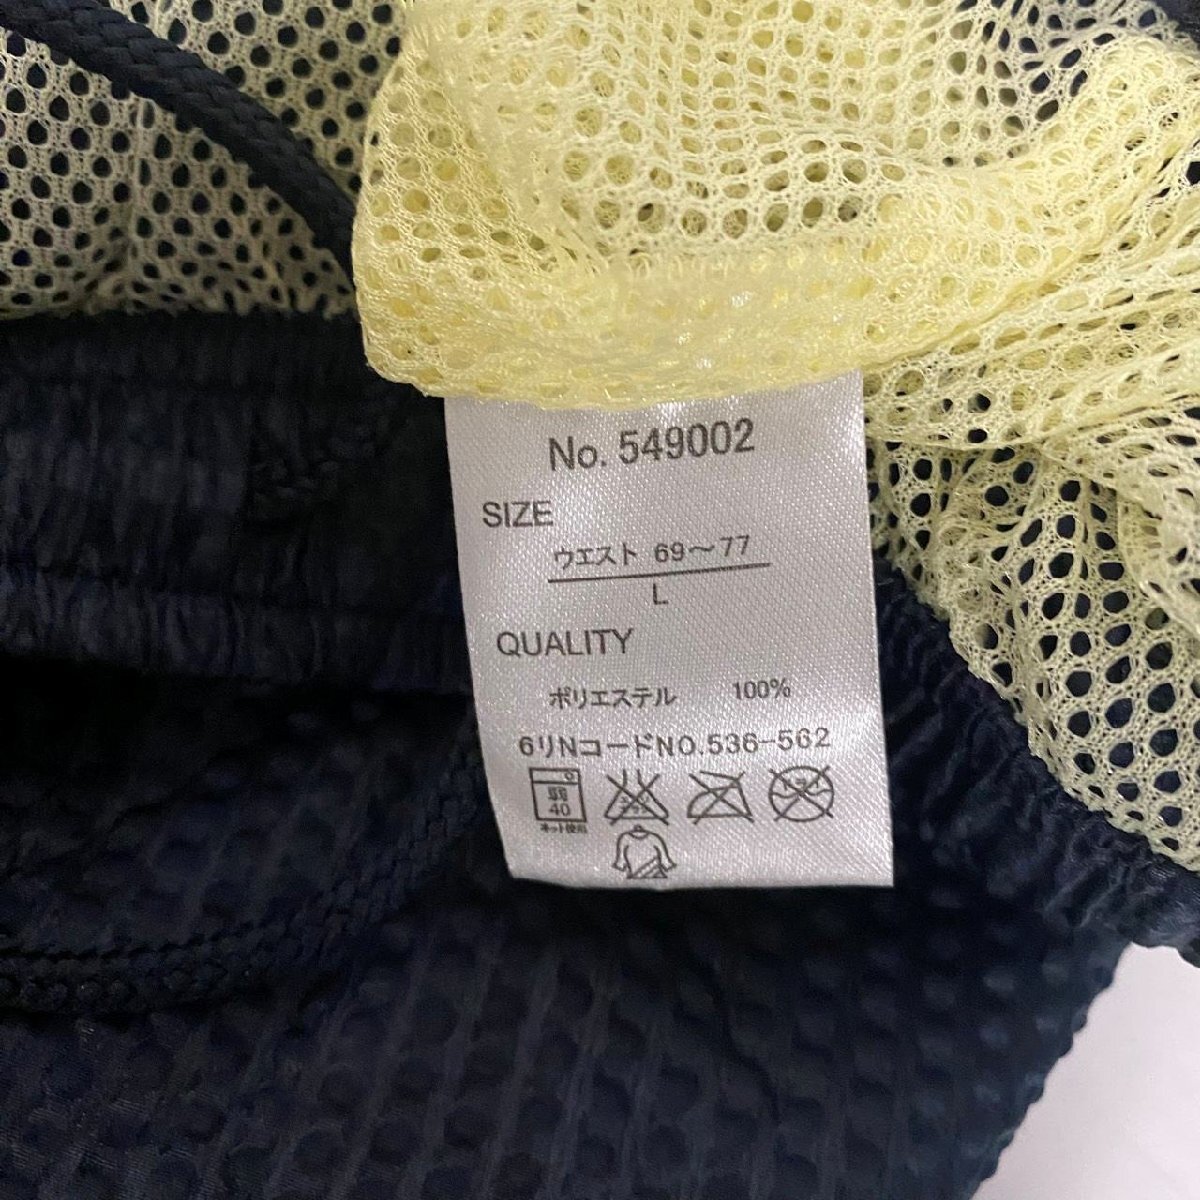 No. 549002
SIZE
ウエスト 69～77
L
QUALITY
ポリエステル 100%
6リNコードNO.536-562
弱
40
ネット使用